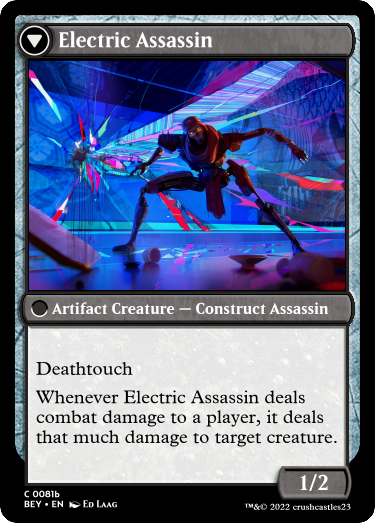 Electric Assassin
Artifact Creature — Construct Assassin
Deathtouch
Whenever Electric Assassin deals
combat damage to a player, it deals
that much damage to target creature.
1/2
C 0081b
BEY • EN Ed Laag
™&© 2022 crushcastles23